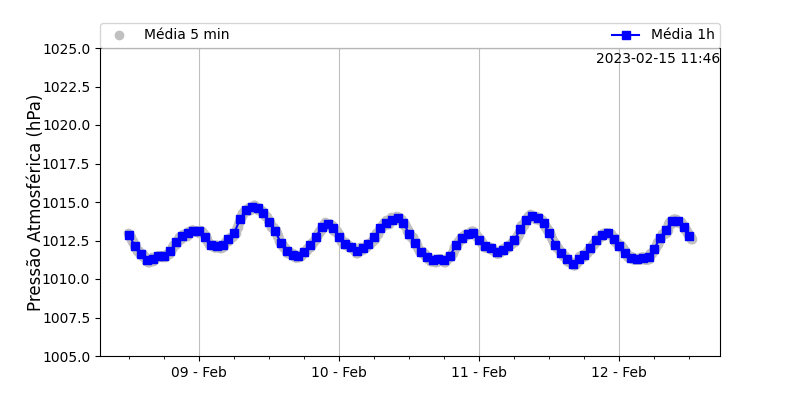 Média 5 min
Média 1h
2023-02-15 11:46
Pressão Atmosférica (hPa)
1025.0
1022.5
1020.0
1017.5
1015.0
1012.5
1010.0
1007.5
1005.0
09 - Feb
10 - Feb
11 - Feb
12 - Feb